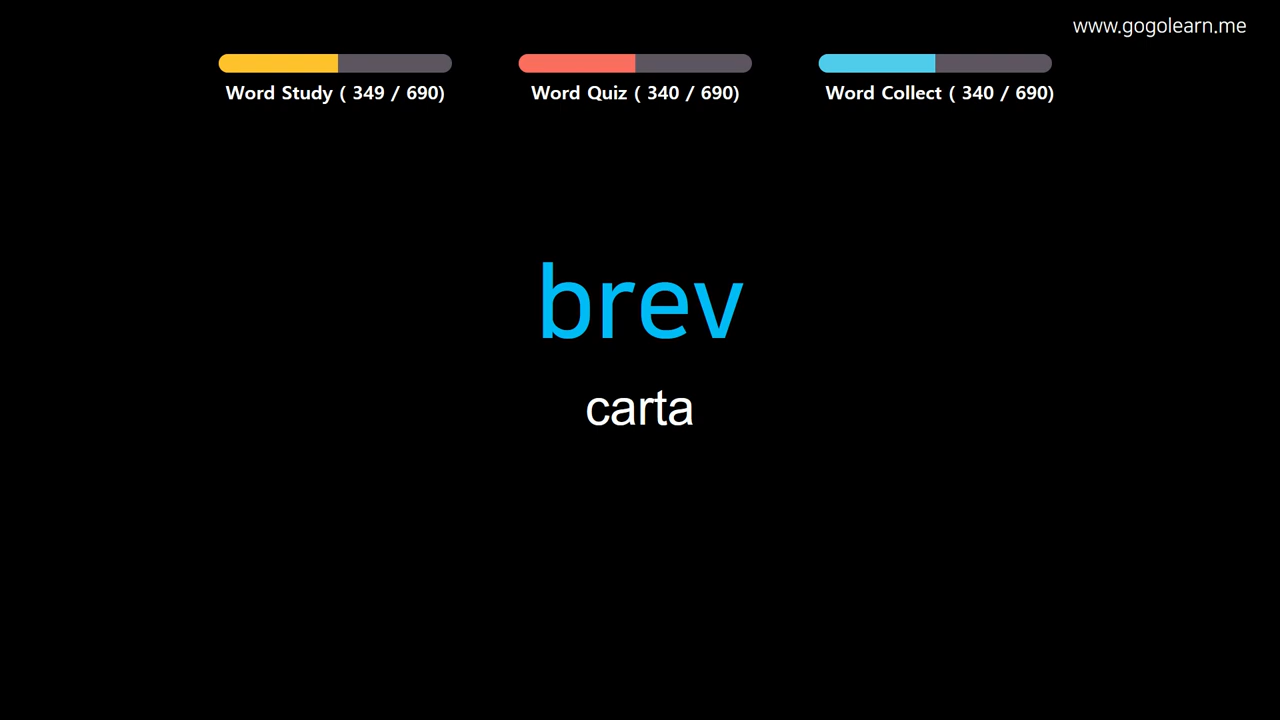 www.gogolearn.me
Word Study ( 349 / 690)
Word Quiz ( 340 / 690)
Word Collect ( 340 / 690)
brev
carta